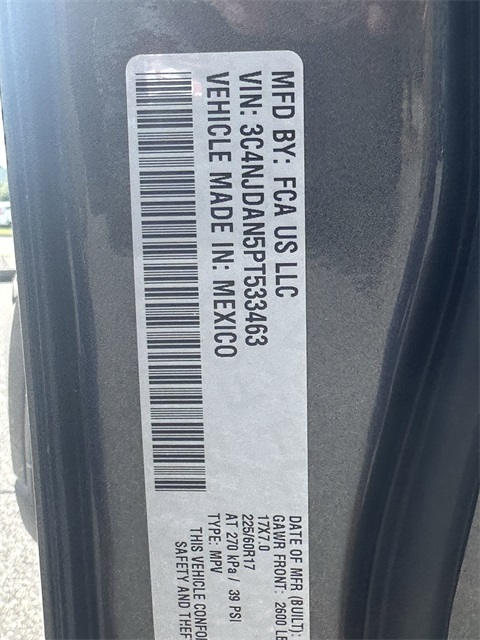 MFD BY: FCA US LLC
VIN: 3C4NJDAN5PT533463
VEHICLE MADE IN: MEXICO
DATE OF MFR (BUILT):
GAWR FRONT: 2600 LB
17X7.0
225/60R17
AT 270 kPa / 39 PSI
TYPE: MPV
THIS VEHICLE CONFOR
SAFETY AND THEF